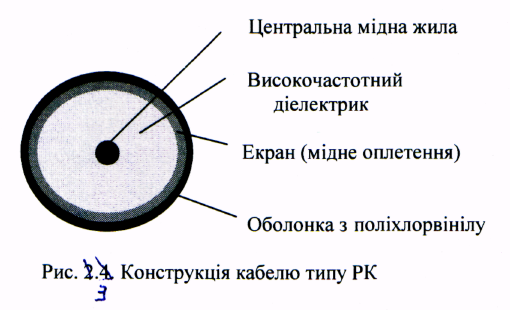 Центральна мідна жила
Високочастотний
діелектрик
Екран (мідне оплетення)
Оболонка з поліхлорвінілу
Рис. 2.4. Конструкція кабелю типу РК
3